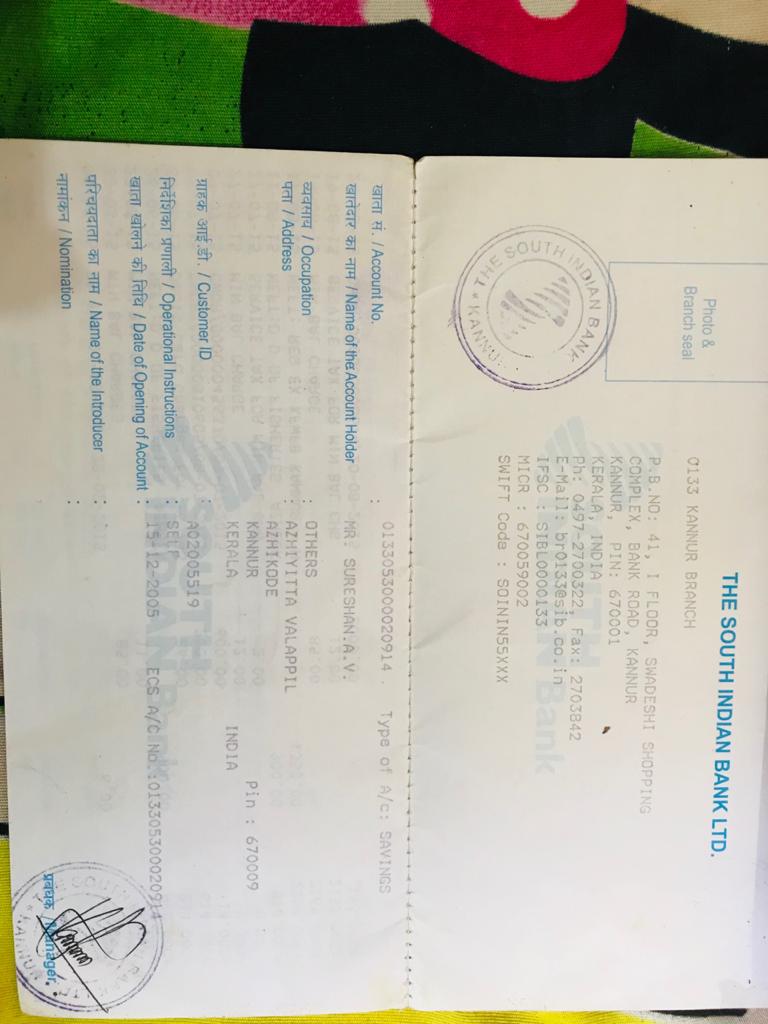 THE SOUTH INDIAN BANK LTD.
Photo &
Branch seal
0133 KANNUR BRANCH
P.B.NO: 41, I FLOOR, SWADESHI SHOPPING
COMPLEX, BANK ROAD, KANNUR
KANNUR, PIN: 670001
KERALA, INDIA
Ph: 0497-2700322, Fax: 2703842
E-Mail: br0133@sib.co.in
IFSC : SIBL0000133
MICR : 670059002
SWIFT Code : SOININ55XXX
THE SOUTH INDIAN BANK
KANNUR
खाता सं. /Account No. : 0133053000020914 . Type of A/c: SAVINGS
खातेदार का नाम /Name of the Account Holder : MR. SURESHAN.A.V.
व्यवसाय / Occupation : OTHERS
पता / Address : AZHIYITTA VALAPPIL
AZHIKODE
KANNUR Pin : 670009
KERALA INDIA
ग्राहक आई.डी. / Customer ID : A02005519
निर्देशिका प्रणाली / Operational Instructions : SELF
खाता खोलने की तिथि / Date of Opening of Account : 15-12-2005 ECS A/C No.:0133053000020914
परिचयदाता का नाम / Name of the Introducer :
नामांकन / Nomination :
प्रबंधक /Manager